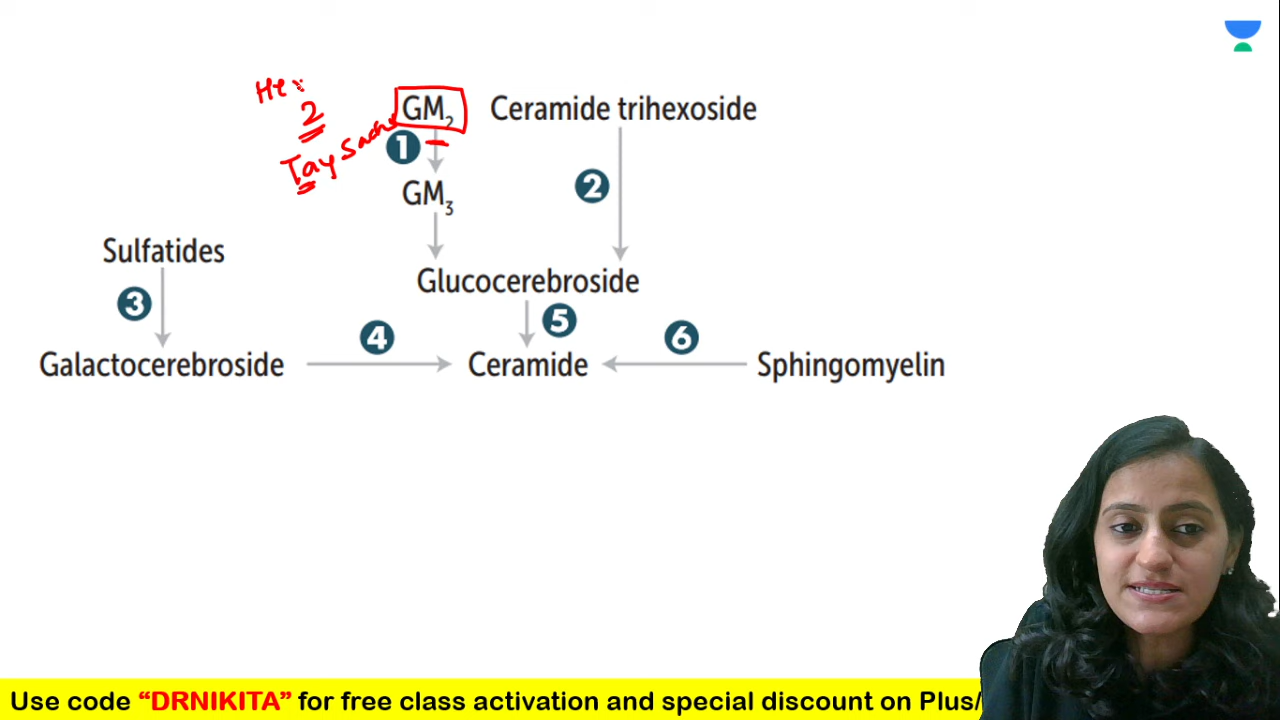 Hex
2
Tay Sachs
GM2
Ceramide trihexoside
1
GM3
2
Sulfatides
Glucocerebroside
3
5
4
6
Galactocerebroside
Ceramide
Sphingomyelin
Use code “DRNIKITA” for free class activation and special discount on Plus/